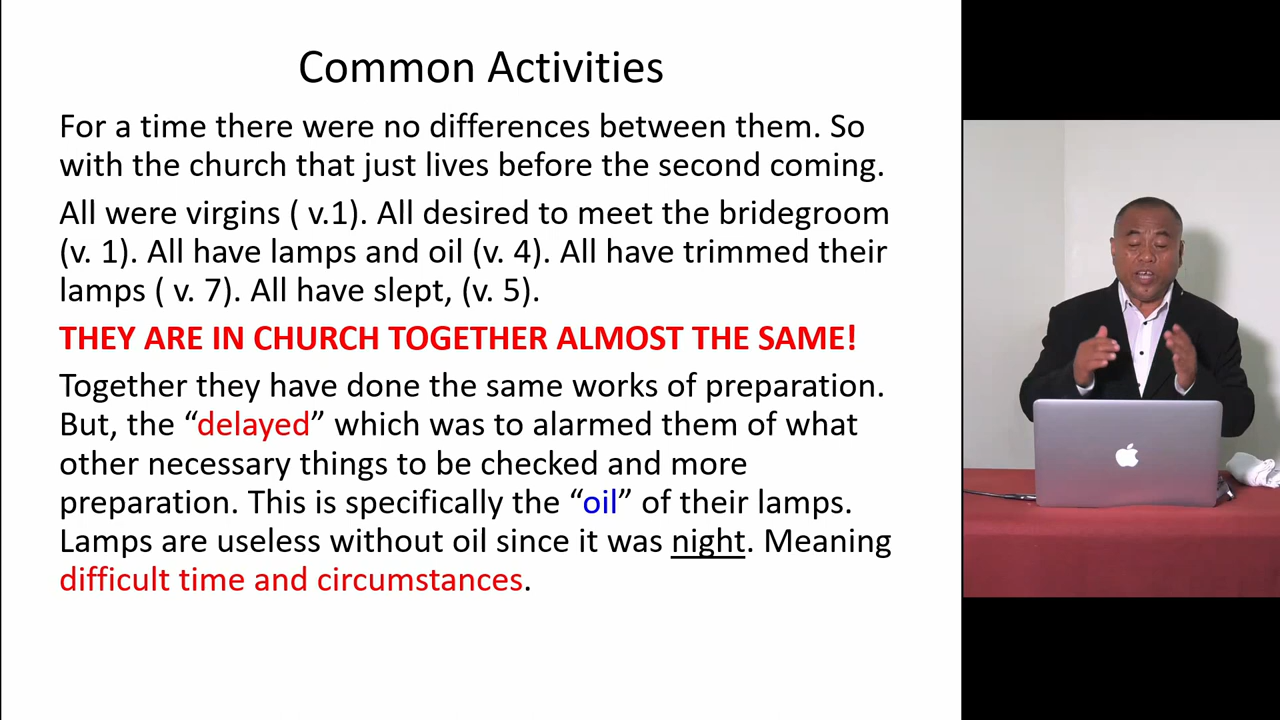 Common Activities
For a time there were no differences between them. So
with the church that just lives before the second coming.
All were virgins ( v.1). All desired to meet the bridegroom
(v. 1). All have lamps and oil (v. 4). All have trimmed their
lamps ( v. 7). All have slept, (v. 5).
THEY ARE IN CHURCH TOGETHER ALMOST THE SAME!
Together they have done the same works of preparation.
But, the “delayed” which was to alarmed them of what
other necessary things to be checked and more
preparation. This is specifically the “oil” of their lamps.
Lamps are useless without oil since it was night. Meaning
difficult time and circumstances.